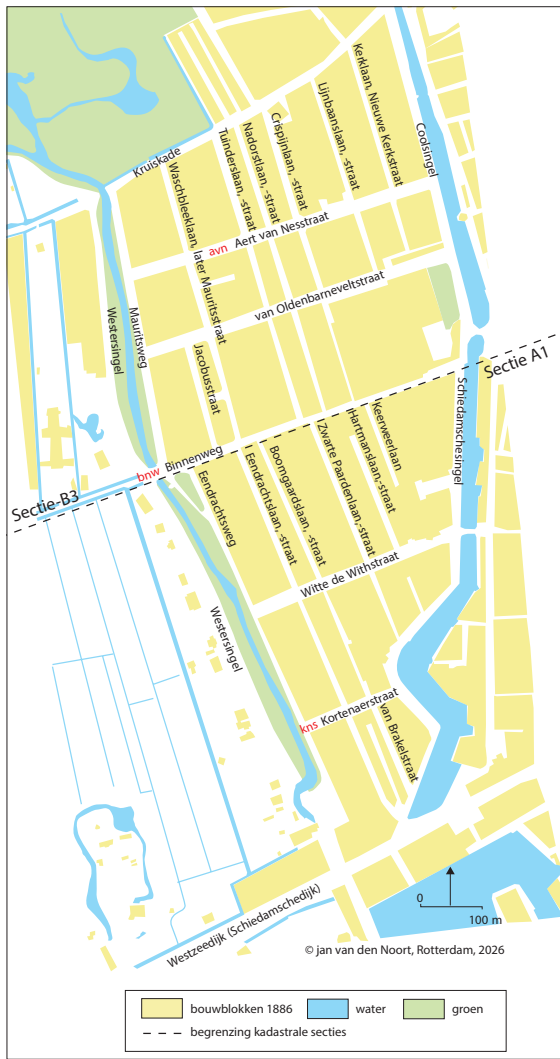 Kruiskade
Waschbleeklaan, later Mauritsstraat
Tuinderslaan, -straat
Nadorstlaan, -straat
Crispijnlaan, -straat
Lijnbaanslaan, -straat
Kerklaan, Nieuwe Kerkstraat
Coolsingel
avn Aert van Nesstraat
van Oldenbarneveltstraat
Westersingel
Mauritsweg
Jacobusstraat
Sectie A1
Schiedamschesingel
bnw Binnenweg
Sectie-B3
Eendrachtsweg
Eendrachtslaan, -straat
Boomgaardslaan, -straat
Zwarte Paardenlaan, -straat
Hartmanslaan,-straat
Keerweerlaan
Witte de Withstraat
Westersingel
kns Kortenaerstraat
van Brakelstraat
Westzeedijk (Schiedamschedijk)
0
100 m
© jan van den Noort, Rotterdam, 2026
bouwblokken 1886
water
groen
begrenzing kadastrale secties